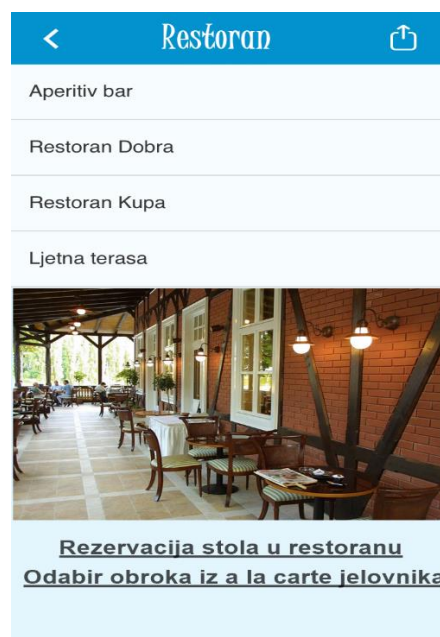 Restoran
Aperitiv bar
Restoran Dobra
Restoran Kupa
Ljetna terasa
Rezervacija stola u restoranu
Odabir obroka iz a la carte jelovnika